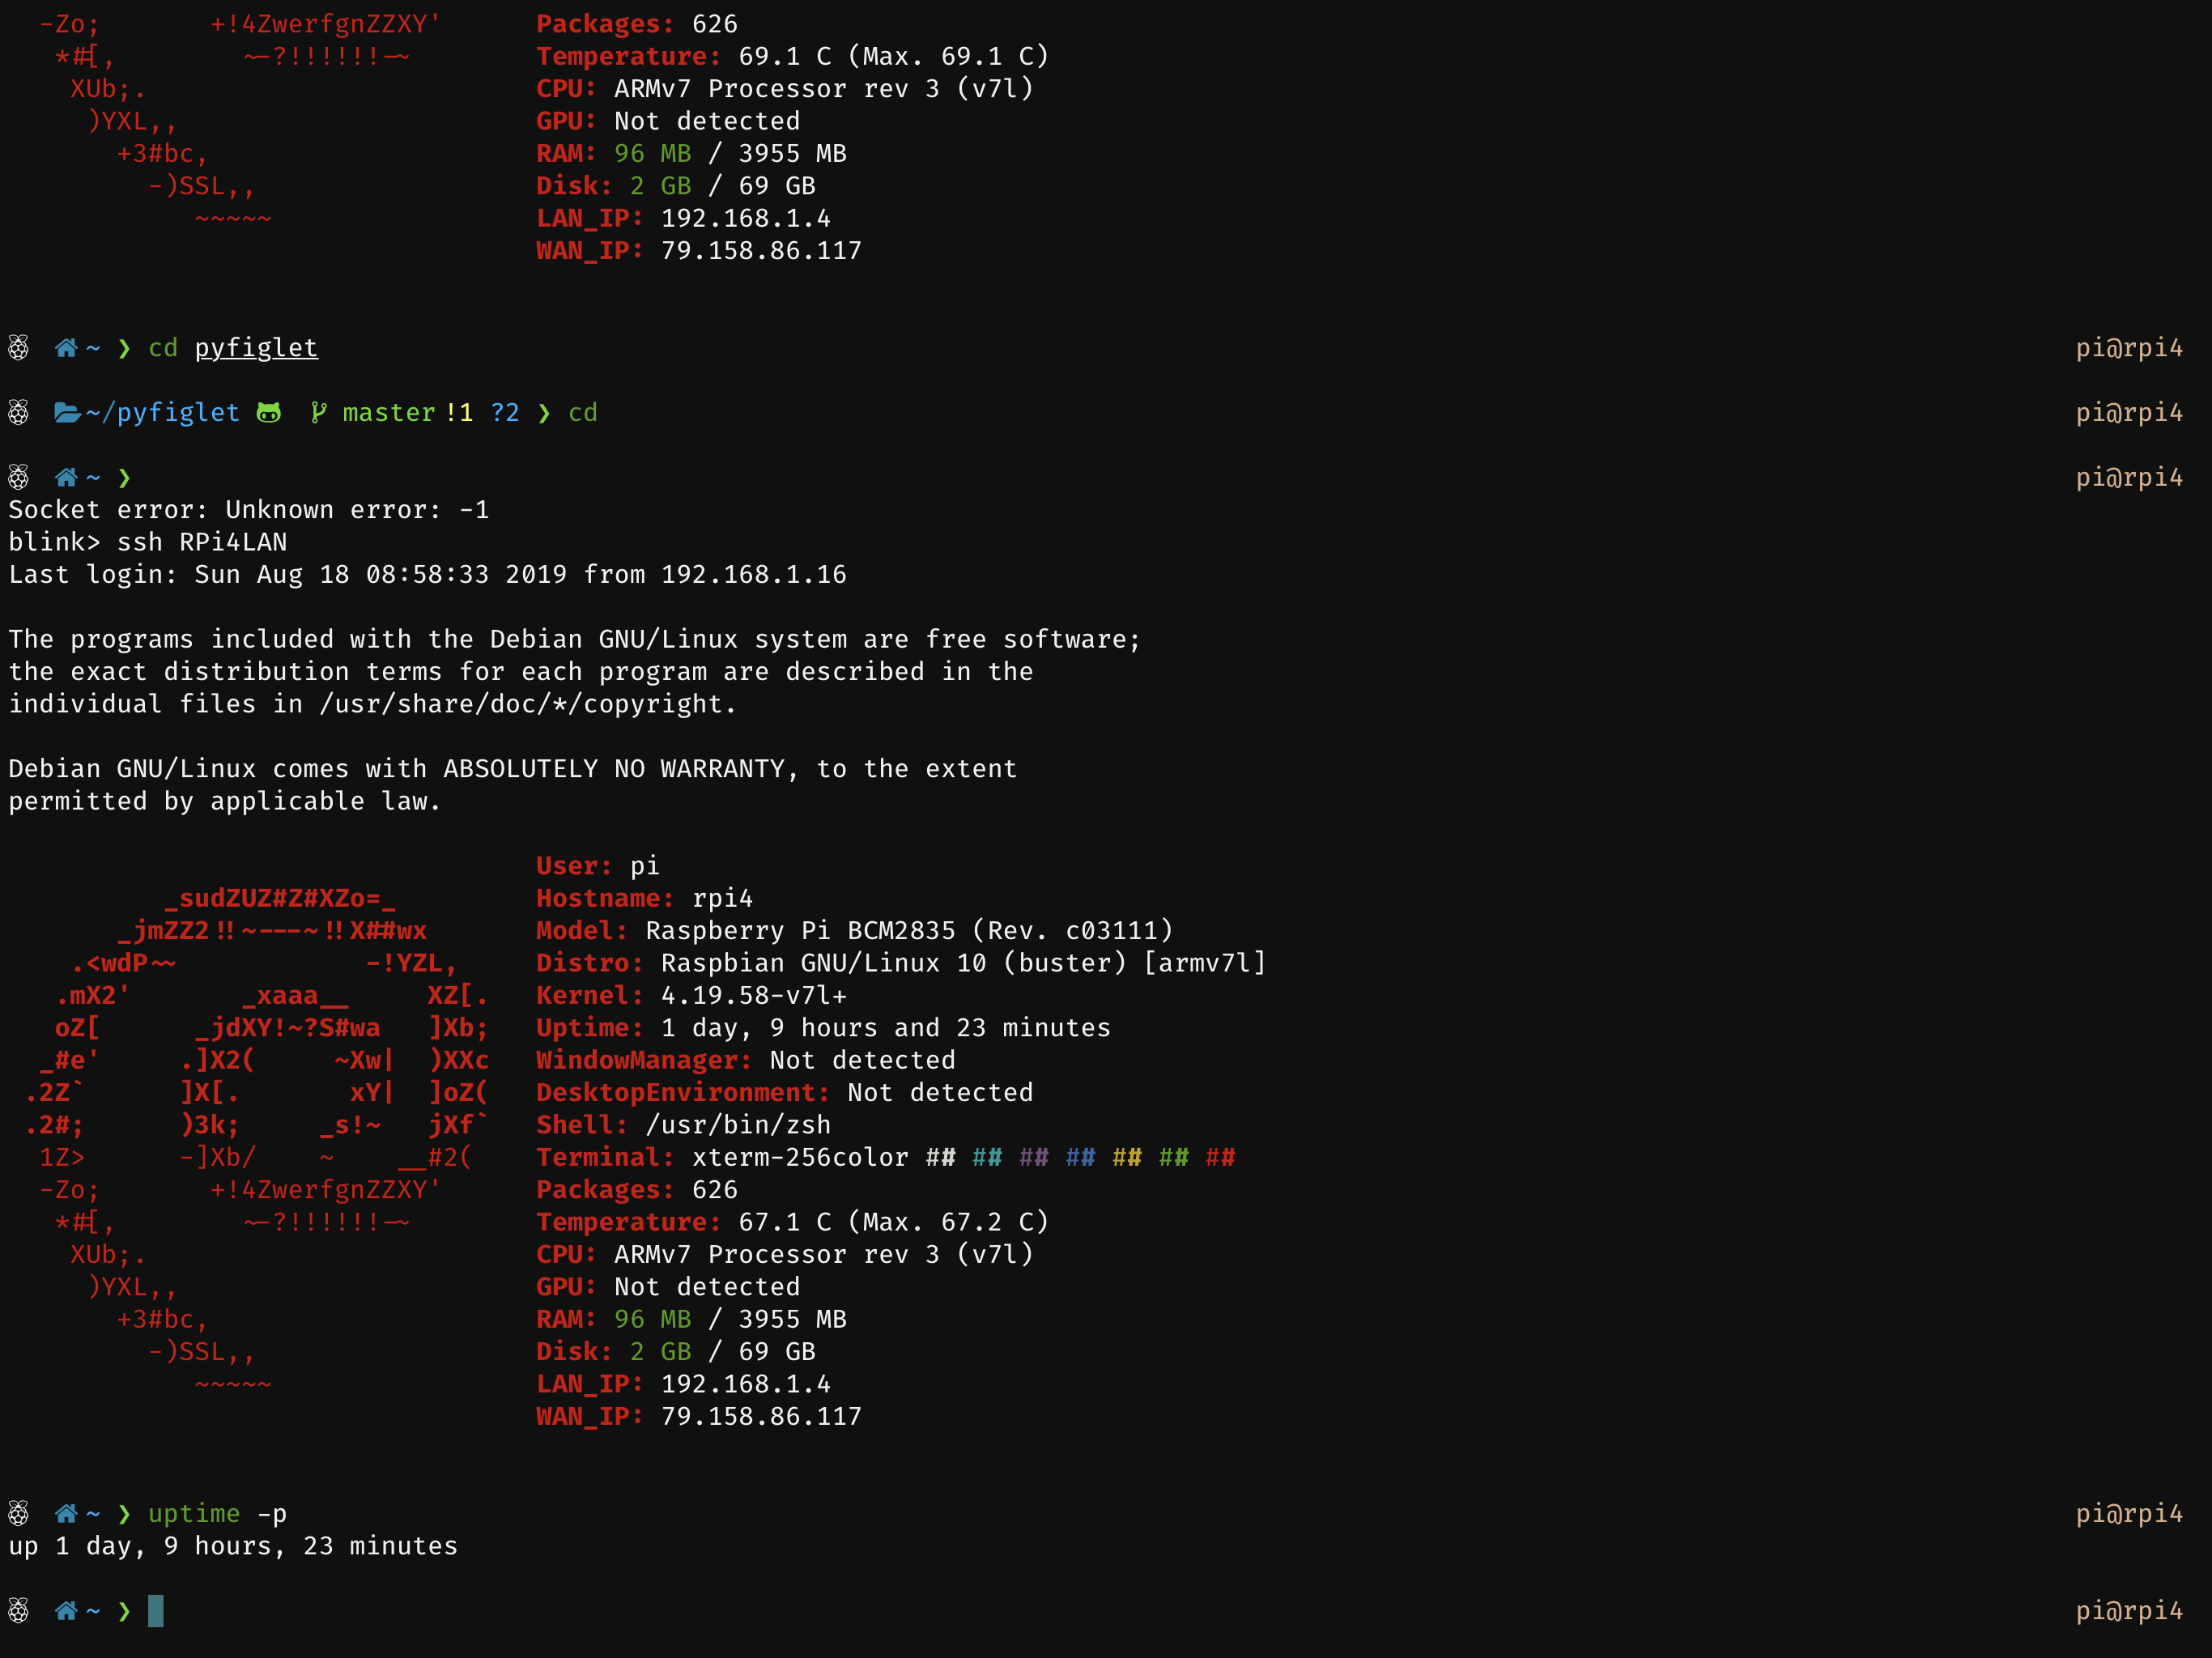 -Zo;       +!4ZwerfgnZZXY'      Packages: 626
*#[,        ~-?!!!!!!-~        Temperature: 69.1 C (Max. 69.1 C)
XUb;.                         CPU: ARMv7 Processor rev 3 (v7l)
)YXL,,                       GPU: Not detected
+3#bc,                     RAM: 96 MB / 3955 MB
-)SSL,,                  Disk: 2 GB / 69 GB
~~~~~                 LAN_IP: 192.168.1.4
WAN_IP: 79.158.86.117
~ ❯ cd pyfiglet    pi@rpi4
~/pyfiglet master !1 ?2 ❯ cd    pi@rpi4
~ ❯    pi@rpi4
Socket error: Unknown error: -1
blink> ssh RPi4LAN
Last login: Sun Aug 18 08:58:33 2019 from 192.168.1.16
The programs included with the Debian GNU/Linux system are free software;
the exact distribution terms for each program are described in the
individual files in /usr/share/doc/*/copyright.
Debian GNU/Linux comes with ABSOLUTELY NO WARRANTY, to the extent
permitted by applicable law.
User: pi
_sudZUZ#Z#XZo=_         Hostname: rpi4
_jmZZ2!!~---~!!X##wx       Model: Raspberry Pi BCM2835 (Rev. c03111)
.<wdP~~            -!YZL,     Distro: Raspbian GNU/Linux 10 (buster) [armv7l]
.mX2'       _xaaa__     XZ[.   Kernel: 4.19.58-v7l+
oZ[      _jdXY!~?S#wa   ]Xb;   Uptime: 1 day, 9 hours and 23 minutes
_#e'     .]X2(     ~Xw|  )XXc   WindowManager: Not detected
.2Z`      ]X[.       xY|  ]oZ(   DesktopEnvironment: Not detected
.2#;      )3k;     _s!~   jXf`   Shell: /usr/bin/zsh
1Z>      -]Xb/    ~    __#2(    Terminal: xterm-256color ## ## ## ## ## ## ##
-Zo;       +!4ZwerfgnZZXY'      Packages: 626
*#[,        ~-?!!!!!!-~        Temperature: 67.1 C (Max. 67.2 C)
XUb;.                         CPU: ARMv7 Processor rev 3 (v7l)
)YXL,,                       GPU: Not detected
+3#bc,                     RAM: 96 MB / 3955 MB
-)SSL,,                  Disk: 2 GB / 69 GB
~~~~~                 LAN_IP: 192.168.1.4
WAN_IP: 79.158.86.117
~ ❯ uptime -p    pi@rpi4
up 1 day, 9 hours, 23 minutes
~ ❯    pi@rpi4